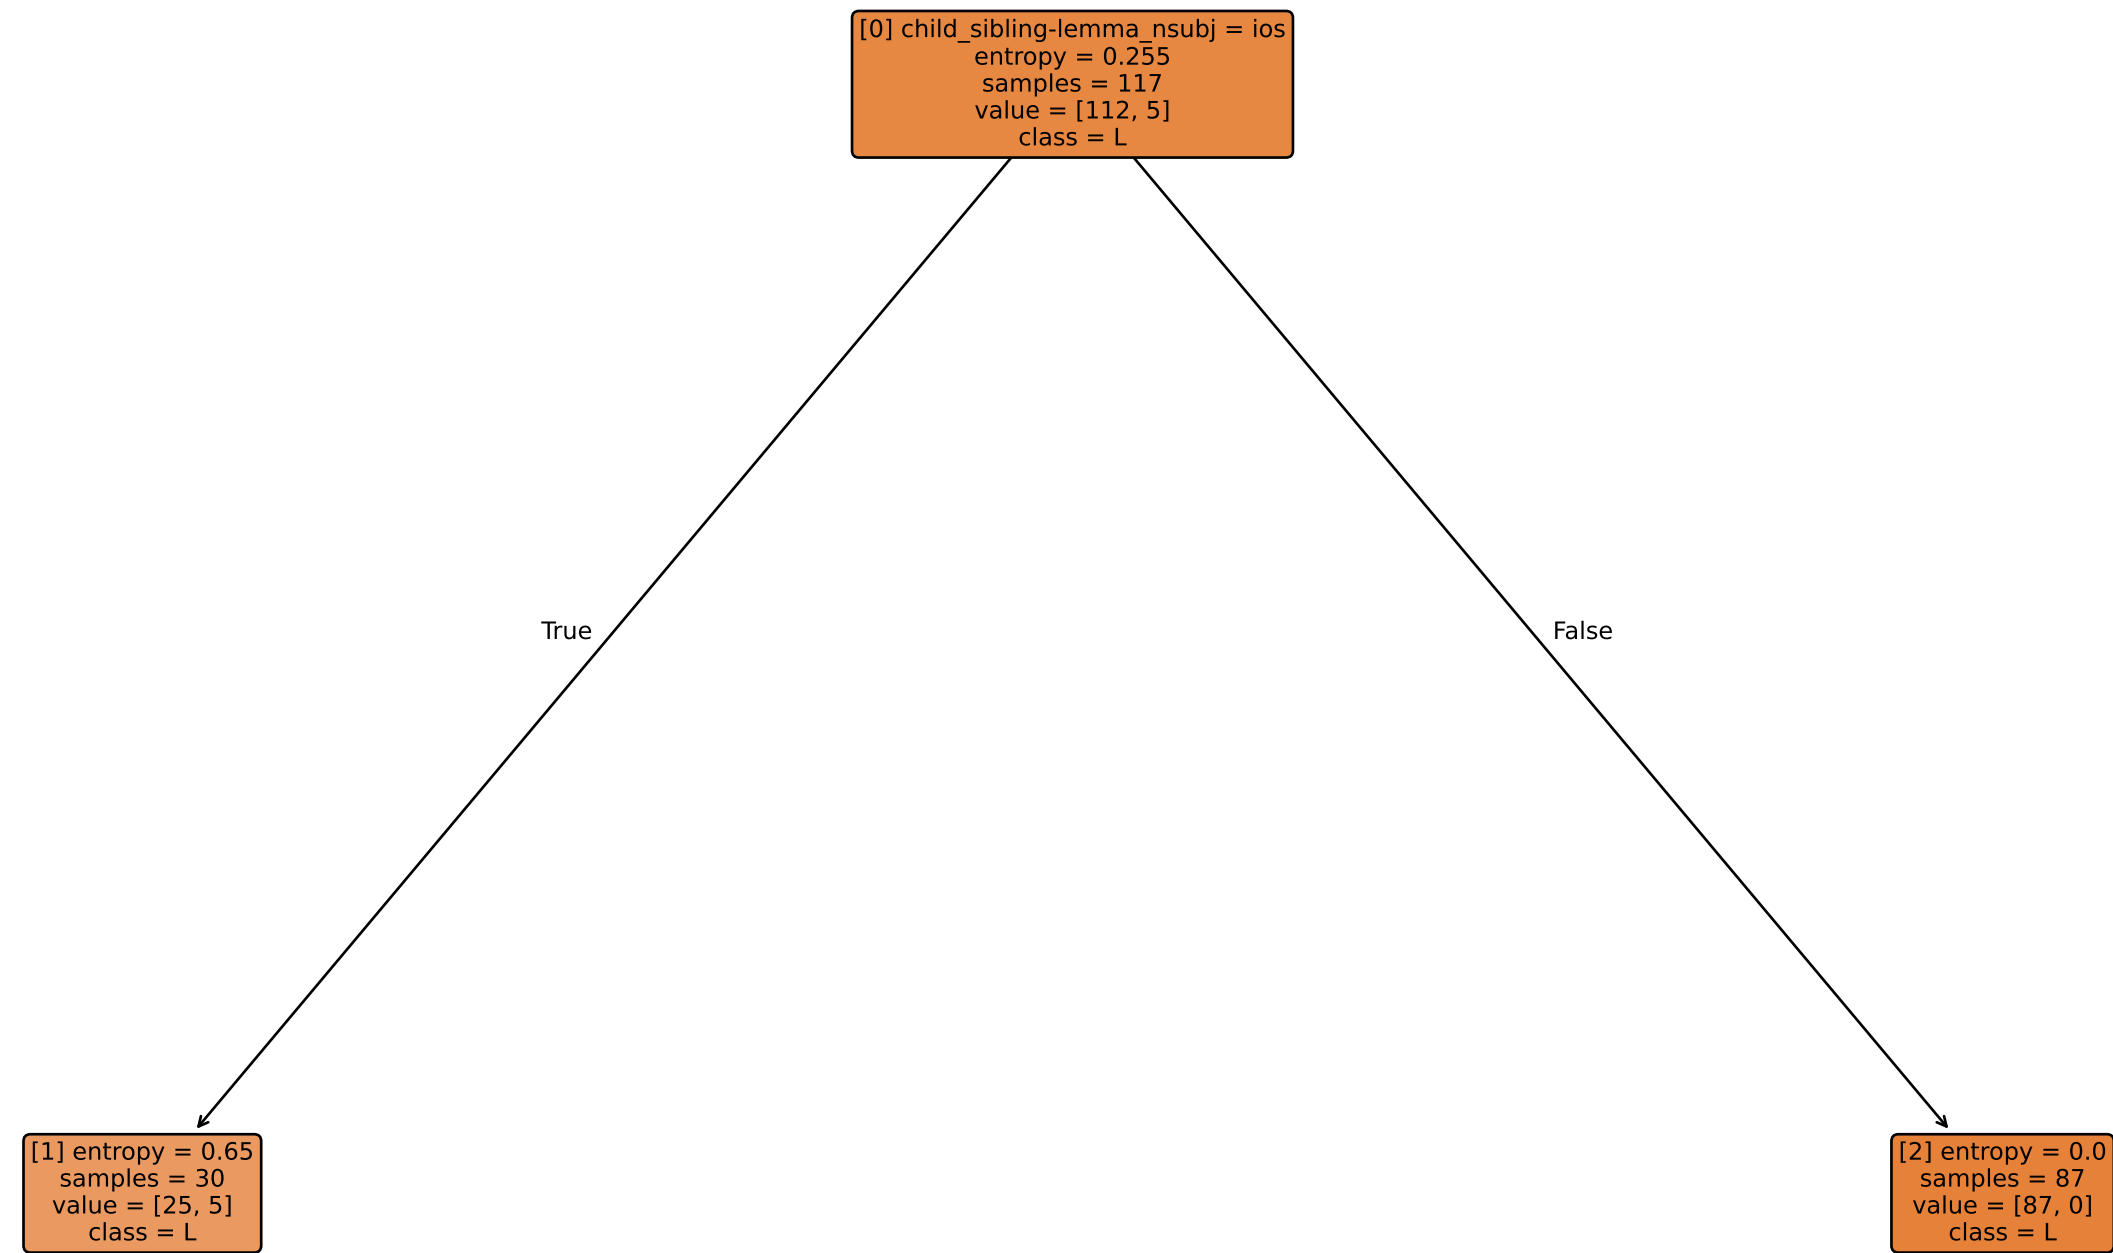 [0] child_sibling-lemma_nsubj = ios
entropy = 0.255
samples = 117
value = [112, 5]
class = L
True
False
[1] entropy = 0.65
samples = 30
value = [25, 5]
class = L
[2] entropy = 0.0
samples = 87
value = [87, 0]
class = L